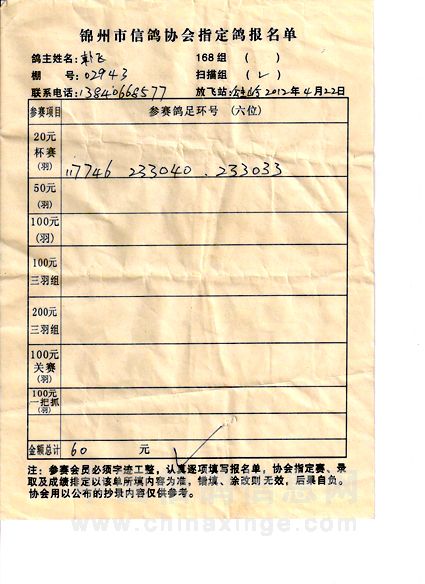 锦州市信鸽协会指定鸽报名单
鸽主姓名: 168组 ( )
棚 号: 02943 扫描组 (✓)
联系电话: 13840668577 放飞站: 2012年4月22日
参赛项目 参赛鸽足环号 (六位)
20元
杯赛
(羽)
117746 233040 . 233033
50元
(羽)
100元
(羽)
100元
三羽组
200元
三羽组
100元
关赛
(羽)
100元
一把抓
(羽)
金额总计 60 元
注: 参赛会员必须字迹工整, 认真逐项填写报名单, 协会指定赛、录
取及成绩排定以该单所填内容为准, 错填、涂改则无效, 后果自负。
协会用以公布的抄录内容仅供参考。
信息网
www.chinaxinge.com